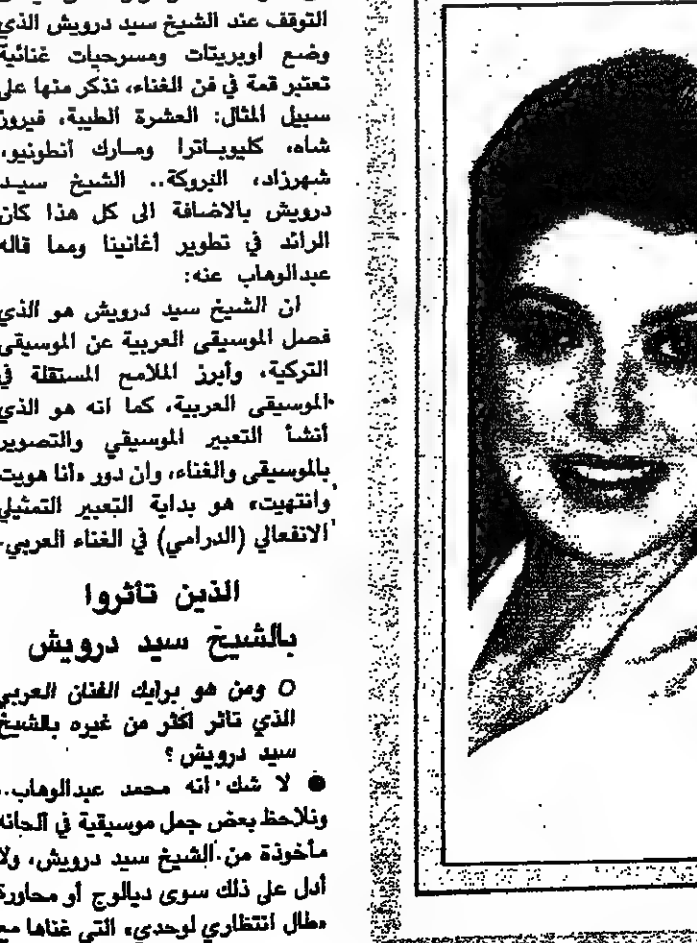 التوقف عند الشيخ سيد درويش الذي
وضع اوبريتات ومسرحيات غنائية
تعتبر قمة في فن الغناء، نذكر منها على
سبيل المثال: العشرة الطيبة، فيروز
شاه، كليوباترا ومارك أنطونيو،
شهرزاد، البروكة.. الشيخ سيد
درويش بالاضافة الى كل هذا كان
الرائد في تطوير أغانينا ومما قاله
عبدالوهاب عنه:
ان الشيخ سيد درويش هو الذي
فصل الموسيقى العربية عن الموسيقى
التركية، وأبرز الملامح المستقلة في
الموسيقى العربية، كما انه هو الذي
أنشأ التعبير الموسيقي والتصوير
بالموسيقى والغناء، وان دور «أنا هويت
وانتهيت» هو بداية التعبير التمثيلي
الانفعالي (الدرامي) في الغناء العربي.
الذين تأثروا
بالشيخ سيد درويش
○ ومن هو برأيك الفنان العربي
الذي تأثر أكثر من غيره بالشيخ
سيد درويش؟
● لا شك انه محمد عبدالوهاب..
ونلاحظ بعض جمل موسيقية في ألحانه
مأخوذة من الشيخ سيد درويش، ولا
أدل على ذلك سوى ديالوج أو محاورة
«طال انتظاري لوحدي» التي غناها مع